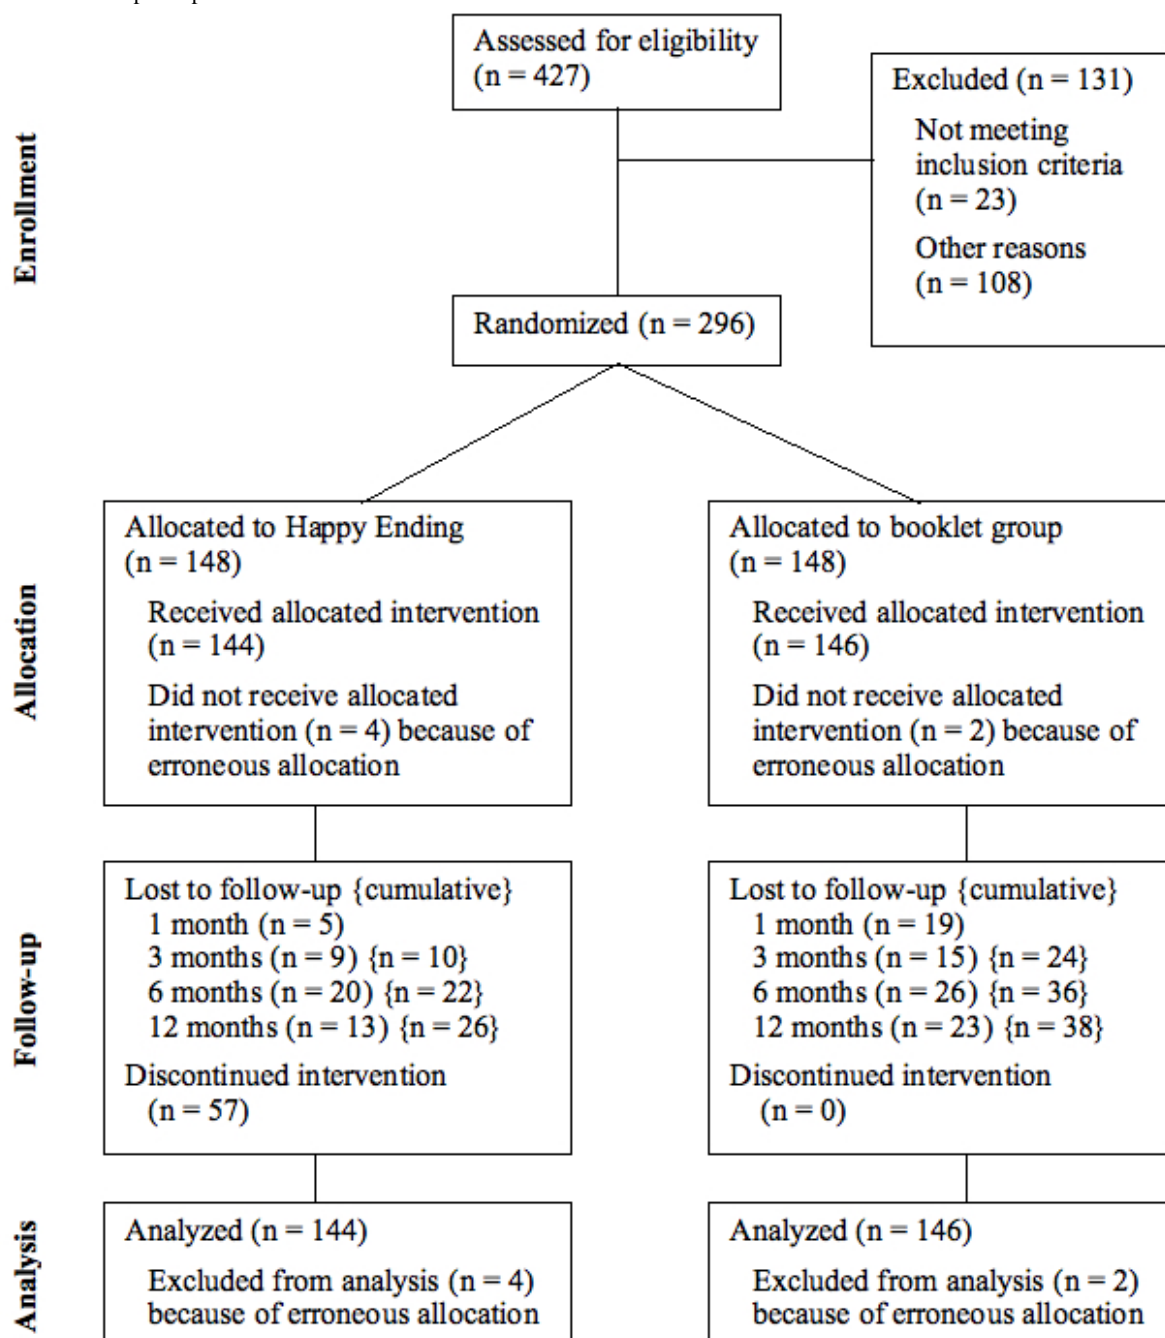 Assessed for eligibility
(n = 427)
Excluded (n = 131)
Not meeting
inclusion criteria
(n = 23)
Other reasons
(n = 108)
Enrollment
Randomized (n = 296)
Allocation
Allocated to Happy Ending
(n = 148)
Received allocated intervention
(n = 144)
Did not receive allocated
intervention (n = 4) because of
erroneous allocation
Allocated to booklet group
(n = 148)
Received allocated intervention
(n = 146)
Did not receive allocated
intervention (n = 2) because of
erroneous allocation
Follow-up
Lost to follow-up {cumulative}
1 month (n = 5)
3 months (n = 9) {n = 10}
6 months (n = 20) {n = 22}
12 months (n = 13) {n = 26}
Discontinued intervention
(n = 57)
Lost to follow-up {cumulative}
1 month (n = 19)
3 months (n = 15) {n = 24}
6 months (n = 26) {n = 36}
12 months (n = 23) {n = 38}
Discontinued intervention
(n = 0)
Analysis
Analyzed (n = 144)
Excluded from analysis (n = 4)
because of erroneous allocation
Analyzed (n = 146)
Excluded from analysis (n = 2)
because of erroneous allocation